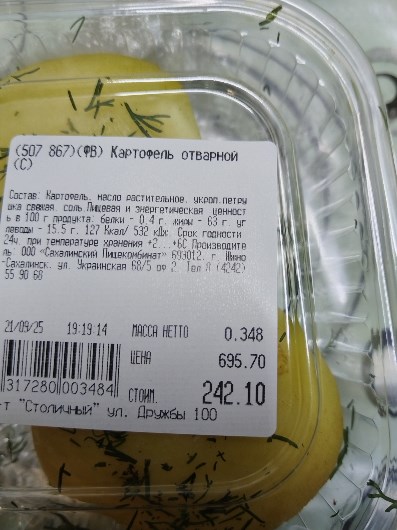 (507 867)(ФВ) Картофель отварной
(С)
Состав: Картофель, масло растительное, укроп,петру
шка свежая, соль.Пищевая и энергетическая ценност
ь в 100 г продукта: белки - 0.4 г. жиры - 63 г. уг
леводы - 15.5 г. 127 Ккал/ 532 кДж. Срок годности
24ч. при температуре хранения +2...+6С Производите
ль: ООО «Сахалинский Пищекомбинат» 693012. г. Южно
-Сахалинск. ул. Украинская 68/5 оф 2. Тел 8 (4242)
55 90 68
21/09/25 19:19:14 МАССА НЕТТО 0.348
ЦЕНА 695.70
317280 003484 СТОИМ. 242.10
-т "Столичный" ул. Дружбы 100